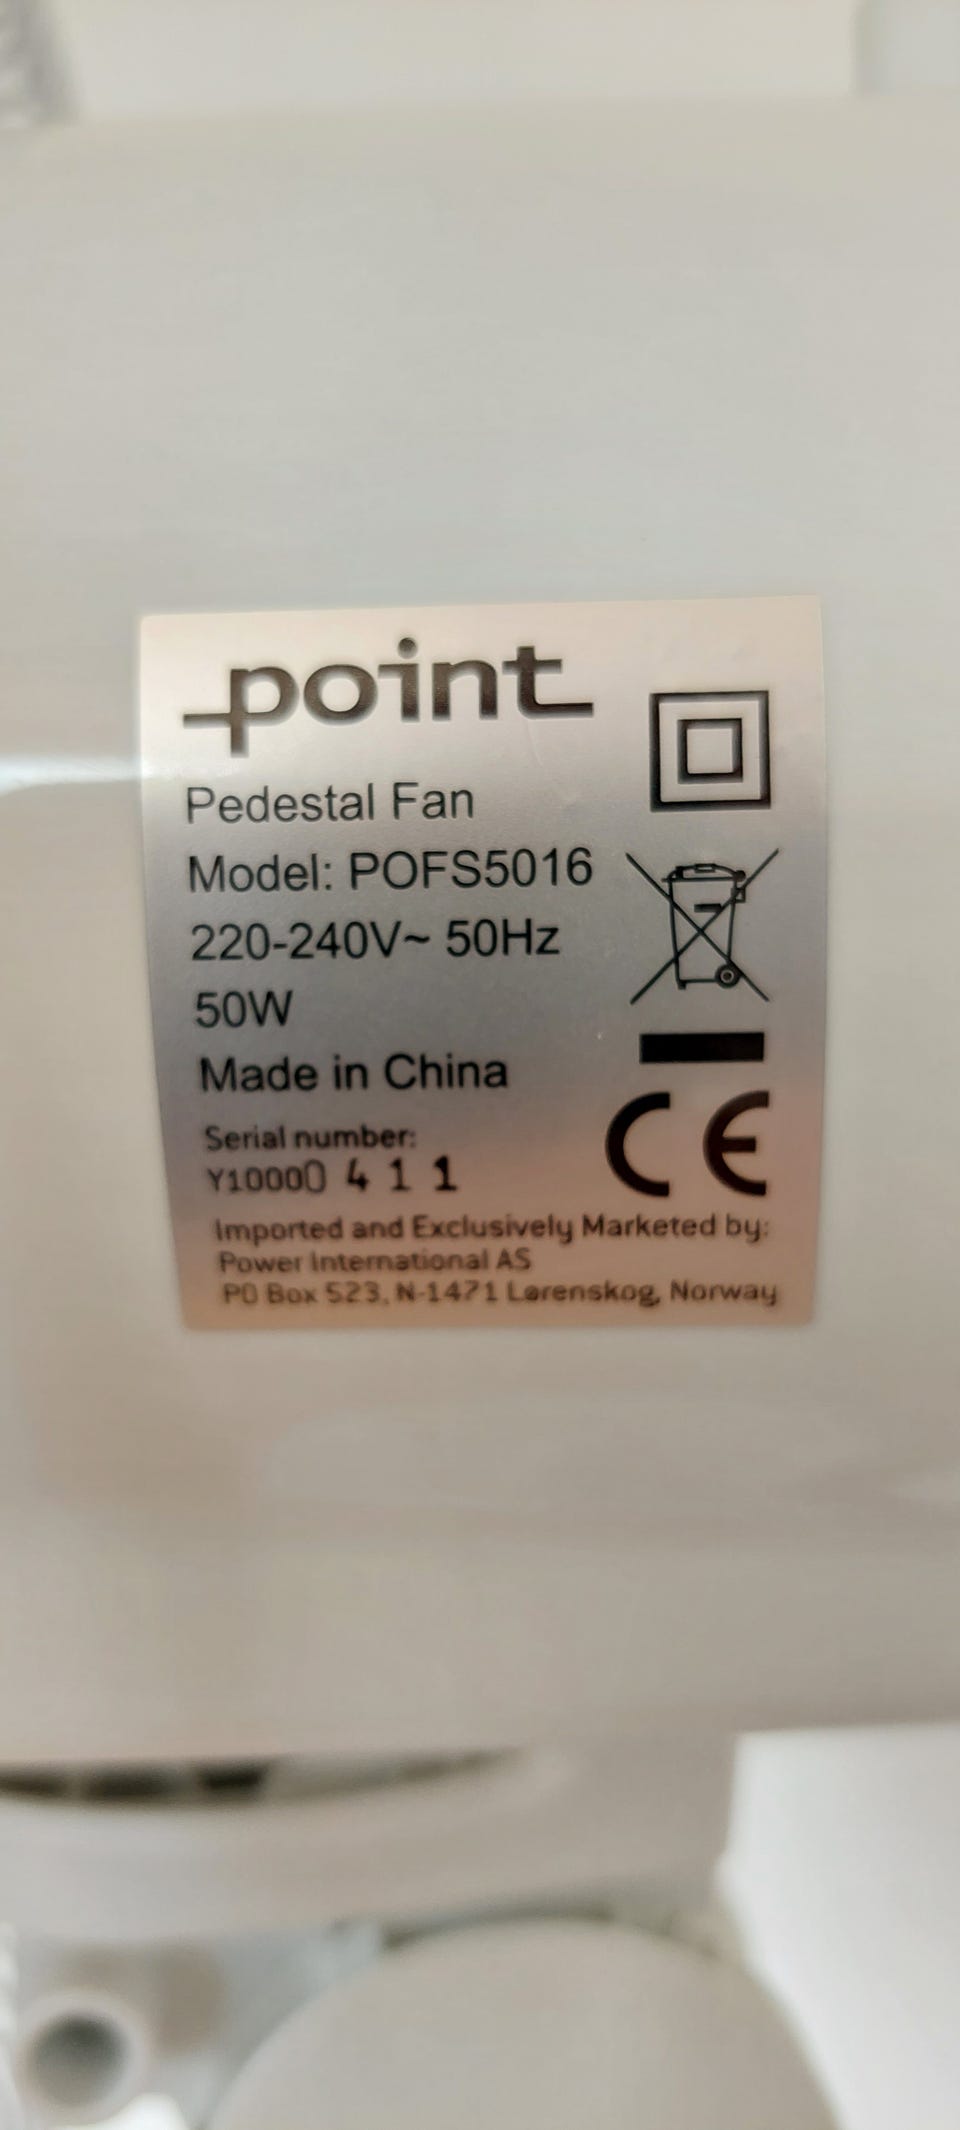 point
Pedestal Fan
Model: POFS5016
220-240V~ 50Hz
50W
Made in China
Serial number:
Y10000 4 1 1
CE
Imported and Exclusively Marketed by:
Power International AS
PO Box 523, N-1471 Lørenskog, Norway